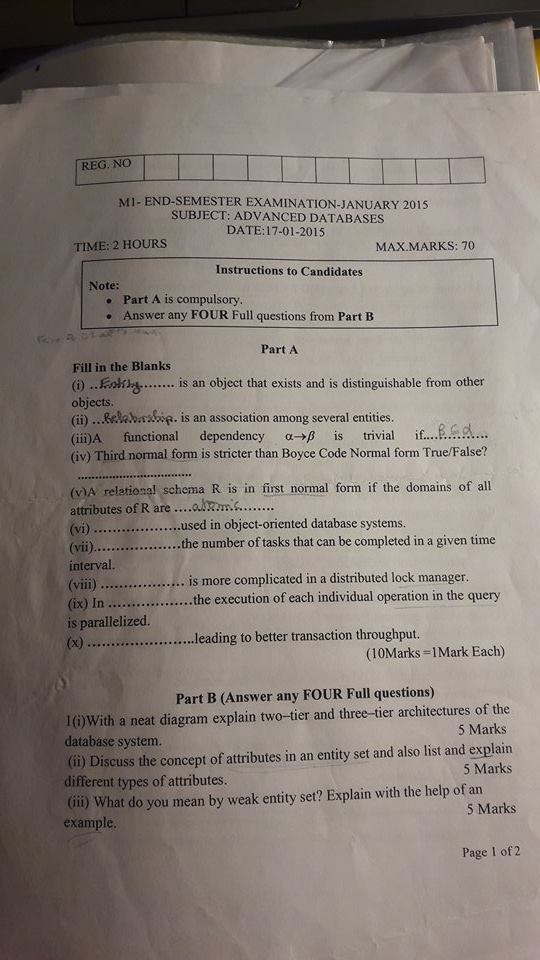 REG. NO
M1- END-SEMESTER EXAMINATION-JANUARY 2015
SUBJECT: ADVANCED DATABASES
DATE:17-01-2015
TIME: 2 HOURS MAX.MARKS: 70
Instructions to Candidates
Note:
• Part A is compulsory.
• Answer any FOUR Full questions from Part B
Part A
Fill in the Blanks
(i) ..Entity........ is an object that exists and is distinguishable from other
objects.
(ii) ...Relationship. is an association among several entities.
(iii)A functional dependency α→β is trivial if....β⊆α..........
(iv) Third normal form is stricter than Boyce Code Normal form True/False?
................................
(v)A relational schema R is in first normal form if the domains of all
attributes of R are ....atomic.........
(vi) .....................used in object-oriented database systems.
(vii).....................the number of tasks that can be completed in a given time
interval.
(viii) .................... is more complicated in a distributed lock manager.
(ix) In ....................the execution of each individual operation in the query
is parallelized.
(x) .........................leading to better transaction throughput.
(10Marks =1Mark Each)
Part B (Answer any FOUR Full questions)
1(i)With a neat diagram explain two–tier and three–tier architectures of the
database system. 5 Marks
(ii) Discuss the concept of attributes in an entity set and also list and explain
different types of attributes. 5 Marks
(iii) What do you mean by weak entity set? Explain with the help of an
example. 5 Marks
Page 1 of 2